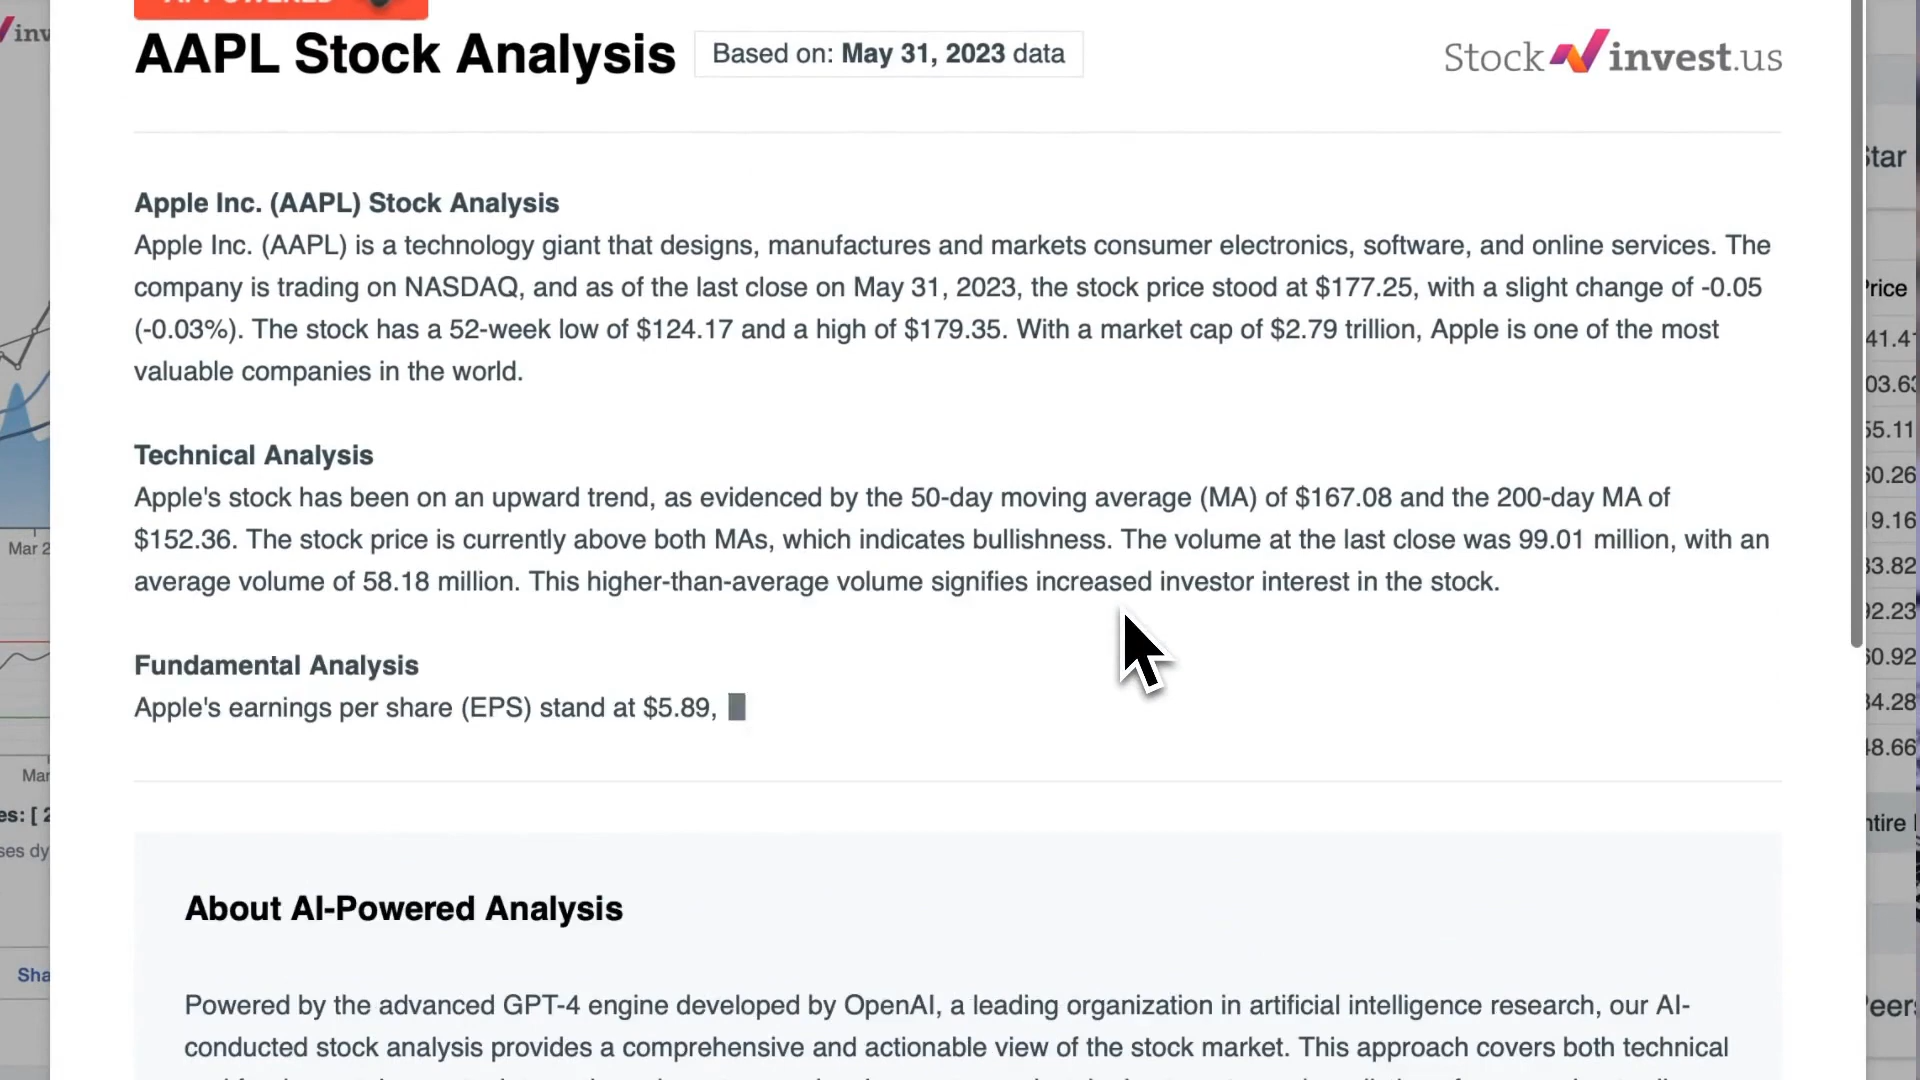 AAPL Stock Analysis
Based on: May 31, 2023 data
Stock invest.us
Apple Inc. (AAPL) Stock Analysis
Apple Inc. (AAPL) is a technology giant that designs, manufactures and markets consumer electronics, software, and online services. The
company is trading on NASDAQ, and as of the last close on May 31, 2023, the stock price stood at $177.25, with a slight change of -0.05
(-0.03%). The stock has a 52-week low of $124.17 and a high of $179.35. With a market cap of $2.79 trillion, Apple is one of the most
valuable companies in the world.
Technical Analysis
Apple's stock has been on an upward trend, as evidenced by the 50-day moving average (MA) of $167.08 and the 200-day MA of
$152.36. The stock price is currently above both MAs, which indicates bullishness. The volume at the last close was 99.01 million, with an
average volume of 58.18 million. This higher-than-average volume signifies increased investor interest in the stock.
Fundamental Analysis
Apple's earnings per share (EPS) stand at $5.89,
About AI-Powered Analysis
Powered by the advanced GPT-4 engine developed by OpenAI, a leading organization in artificial intelligence research, our AI-
conducted stock analysis provides a comprehensive and actionable view of the stock market. This approach covers both technical